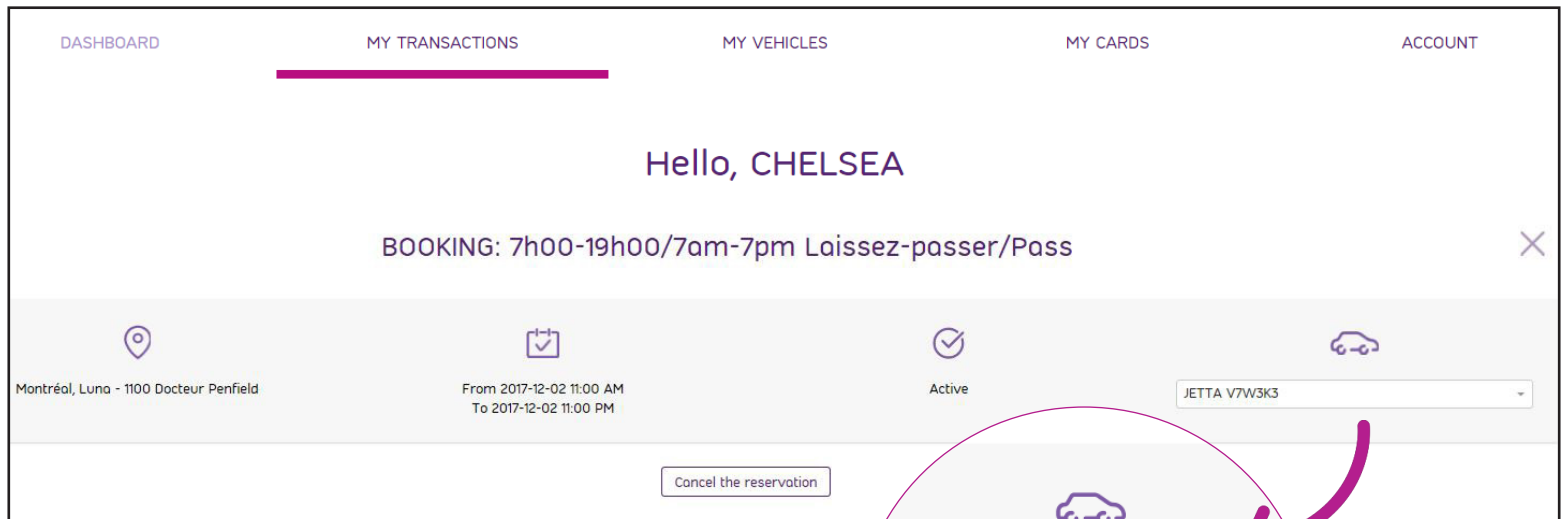 DASHBOARD MY TRANSACTIONS MY VEHICLES MY CARDS ACCOUNT
Hello, CHELSEA
BOOKING: 7h00-19h00/7am-7pm Laissez-passer/Pass
Montréal, Luna - 1100 Docteur Penfield
From 2017-12-02 11:00 AM
To 2017-12-02 11:00 PM
Active
JETTA V7W3K3
Cancel the reservation